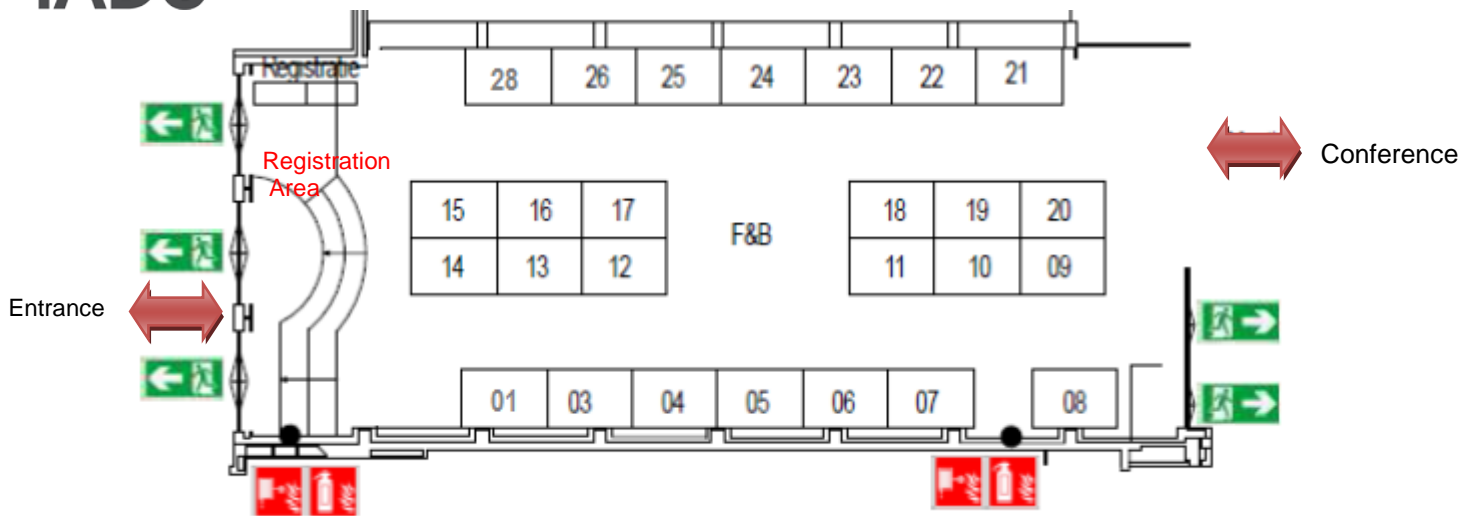 Registratie
28 26 25 24 23 22 21
Registration
Area
Conference
15 16 17 18 19 20
F&B
14 13 12 11 10 09
Entrance
01 03 04 05 06 07 08